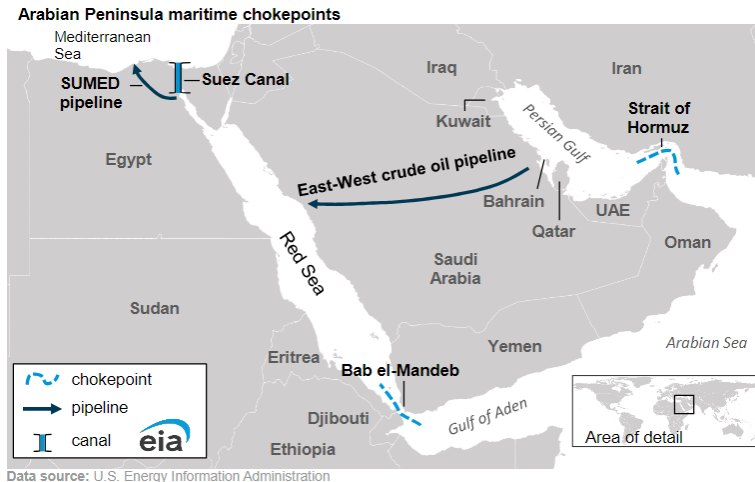 Arabian Peninsula maritime chokepoints
Mediterranean
Sea
SUMED
pipeline
Suez Canal
Iraq
Iran
Kuwait
Persian Gulf
Strait of
Hormuz
Egypt
East-West crude oil pipeline
Bahrain
Qatar
UAE
Oman
Red Sea
Saudi
Arabia
Sudan
Arabian Sea
Yemen
Eritrea
Bab el-Mandeb
Djibouti
Gulf of Aden
Ethiopia
chokepoint
pipeline
canal
eia
Area of detail
Data source: U.S. Energy Information Administration